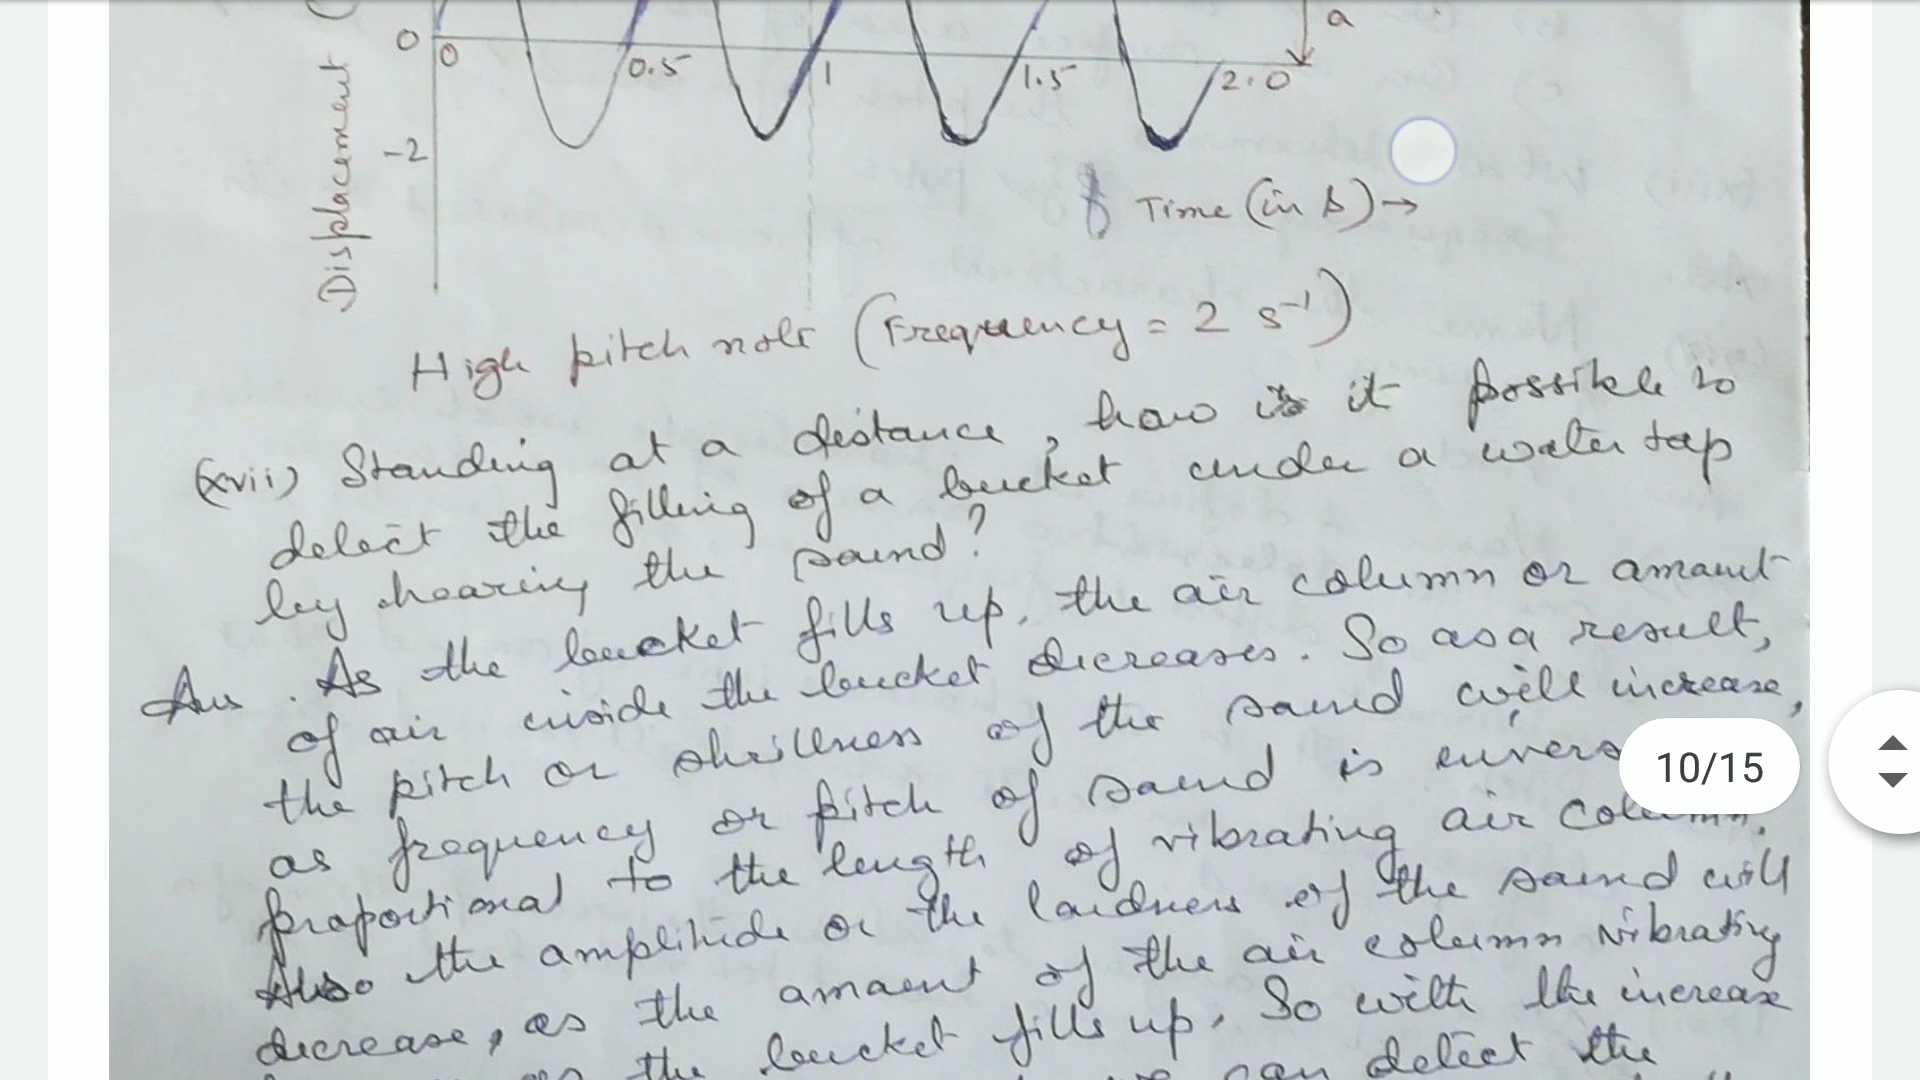 Displacement (
0
0
0.5
1
1.5
2.0
a
-2
Time (in s) →
High pitch note (Frequency = 2 s⁻¹)
(xvii) Standing at a distance, how is it possible to
detect the filling of a bucket under a water tap
by hearing the sound?
Ans. As the bucket fills up, the air column or amount
of air inside the bucket decreases. So as a result,
the pitch or shrillness of the sound will increase,
as frequency or pitch of sound is invers
proportional to the length of vibrating air column.
Also the amplitude or the loudness of the sound will
decrease, as the amount of the air column vibrating
as the bucket fills up. So with the increase
can detect the
10/15